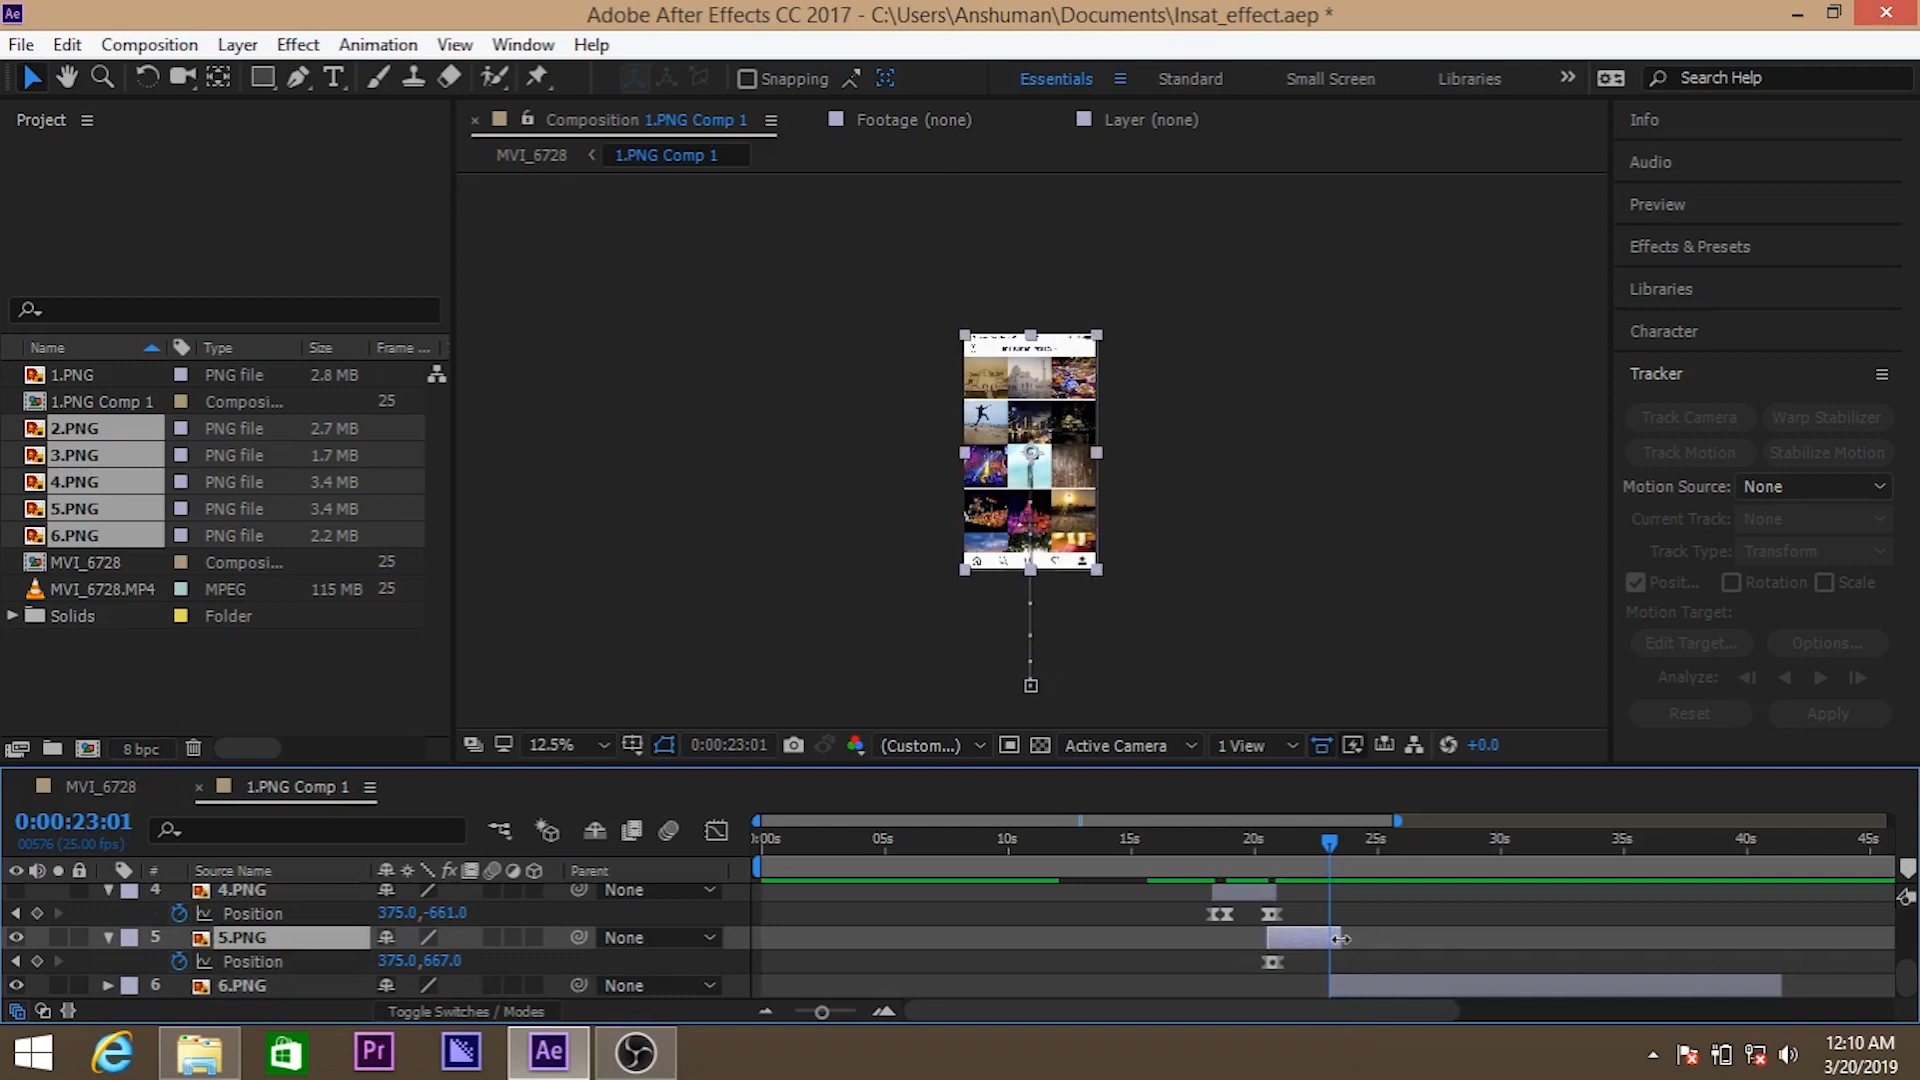 Ae Adobe After Effects CC 2017 - C:\Users\Anshuman\Documents\Insat_effect.aep *
File Edit Composition Layer Effect Animation View Window Help
Snapping Essentials Standard Small Screen Libraries Search Help
Project
Composition 1.PNG Comp 1 Footage (none) Layer (none)
MVI_6728 1.PNG Comp 1
Info
Audio
Preview
Effects & Presets
Libraries
Character
Tracker
Track Camera Warp Stabilizer
Track Motion Stabilize Motion
Motion Source: None
Current Track: None
Track Type: Transform
Posit... Rotation Scale
Motion Target:
Edit Target... Options...
Analyze:
Reset Apply
Name Type Size Frame ...
1.PNG PNG file 2.8 MB
1.PNG Comp 1 Composi... 25
2.PNG PNG file 2.7 MB
3.PNG PNG file 1.7 MB
4.PNG PNG file 3.4 MB
5.PNG PNG file 3.4 MB
6.PNG PNG file 2.2 MB
MVI_6728 Composi... 25
MVI_6728.MP4 MPEG 115 MB 25
Solids Folder
8 bpc
12.5% 0:00:23:01 (Custom...) Active Camera 1 View +0.0
MVI_6728 1.PNG Comp 1
0:00:23:01
00576 (25.00 fps)
):00s 05s 10s 15s 20s 25s 30s 35s 40s 45s
# Source Name Parent
4 4.PNG None
Position 375.0,-661.0
5 5.PNG None
Position 375.0,667.0
6 6.PNG None
Toggle Switches / Modes
Pr Ae
12:10 AM
3/20/2019